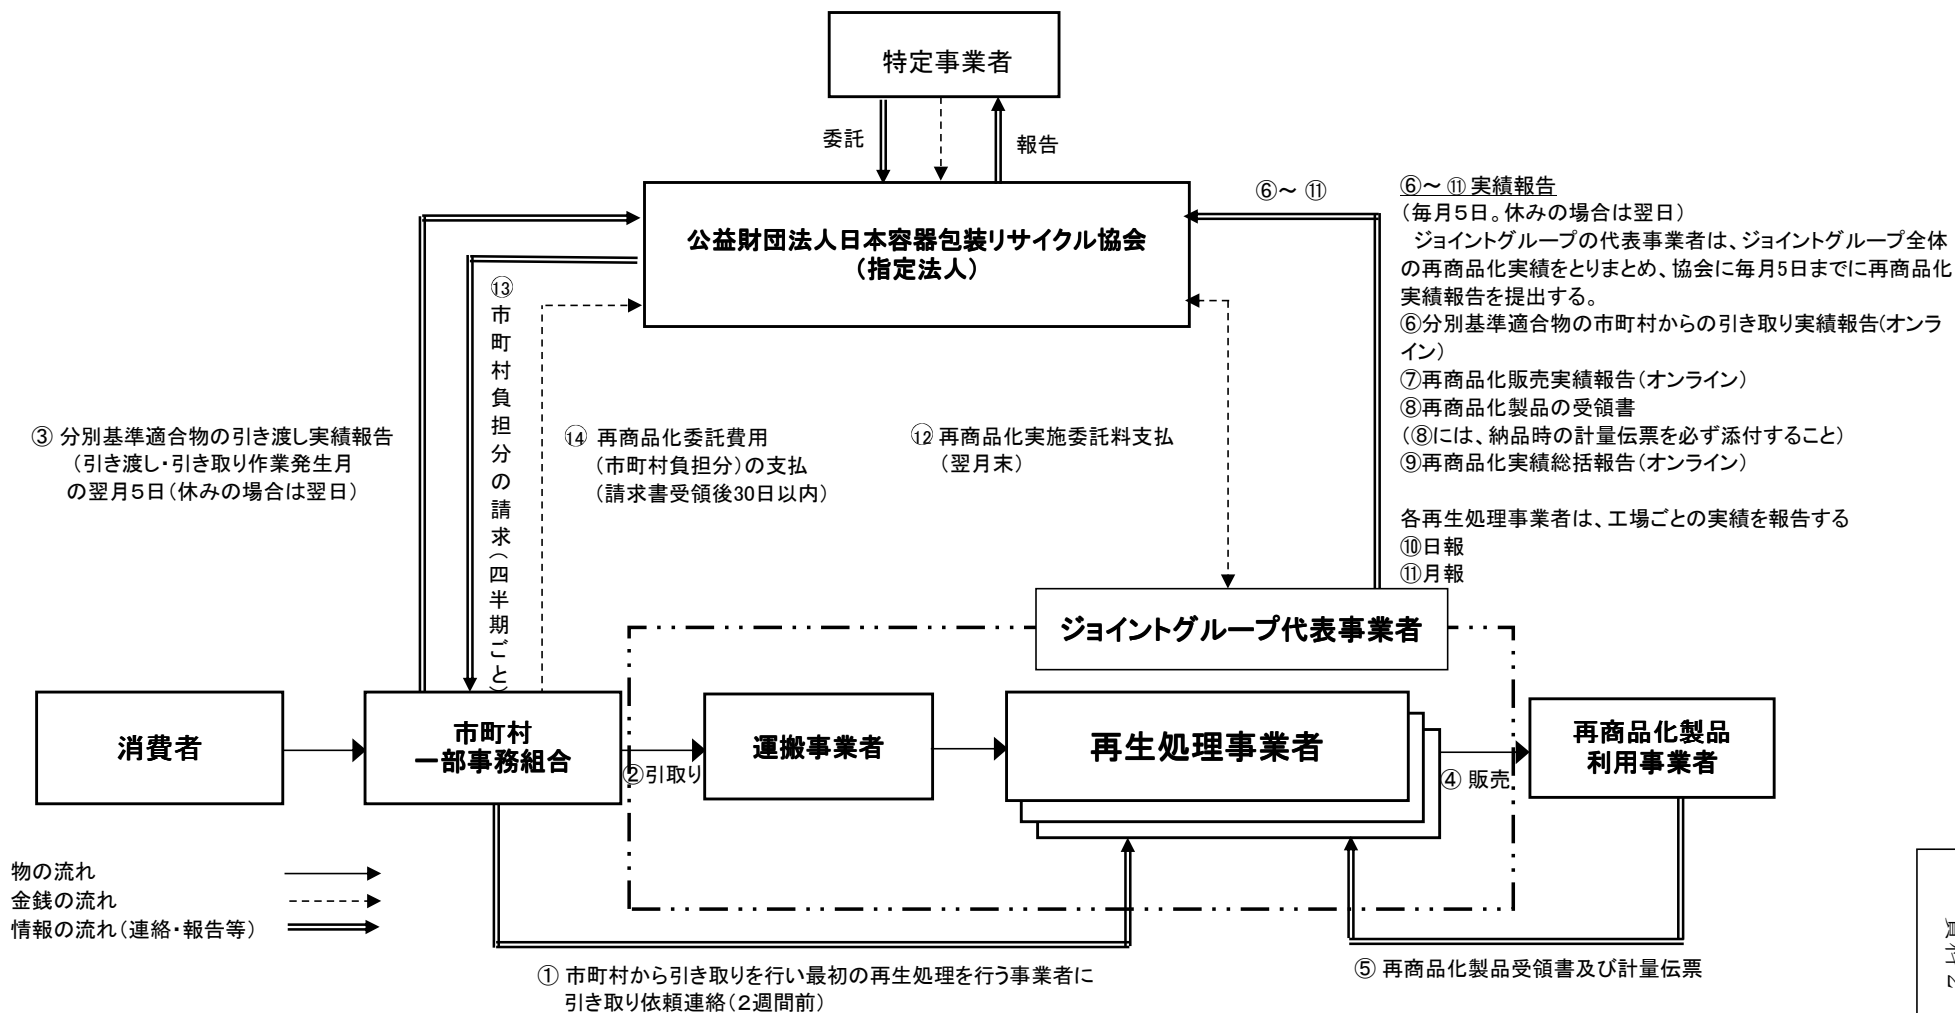 特定事業者
委託
報告
公益財団法人日本容器包装リサイクル協会
（指定法人）
⑥～ ⑪
⑥～ ⑪ 実績報告
（毎月５日。休みの場合は翌日）
ジョイントグループの代表事業者は、ジョイントグループ全体
の再商品化実績をとりまとめ、協会に毎月5日までに再商品化
実績報告を提出する。
⑥分別基準適合物の市町村からの引き取り実績報告(オンラ
イン）
⑦再商品化販売実績報告（オンライン）
⑧再商品化製品の受領書
（⑧には、納品時の計量伝票を必ず添付すること）
⑨再商品化実績総括報告（オンライン）
各再生処理事業者は、工場ごとの実績を報告する
⑩日報
⑪月報
③ 分別基準適合物の引き渡し実績報告
（引き渡し・引き取り作業発生月
の翌月５日（休みの場合は翌日）
⑬市町村負担分の請求（四半期ごと）
⑭ 再商品化委託費用
（市町村負担分）の支払
（請求書受領後30日以内）
⑫ 再商品化実施委託料支払
（翌月末）
ジョイントグループ代表事業者
消費者
市町村
一部事務組合
②引取り
運搬事業者
再生処理事業者
④ 販売
再商品化製品
利用事業者
物の流れ
金銭の流れ
情報の流れ（連絡・報告等）
① 市町村から引き取りを行い最初の再生処理を行う事業者に
引き取り依頼連絡（２週間前）
⑤ 再商品化製品受領書及び計量伝票
資料２